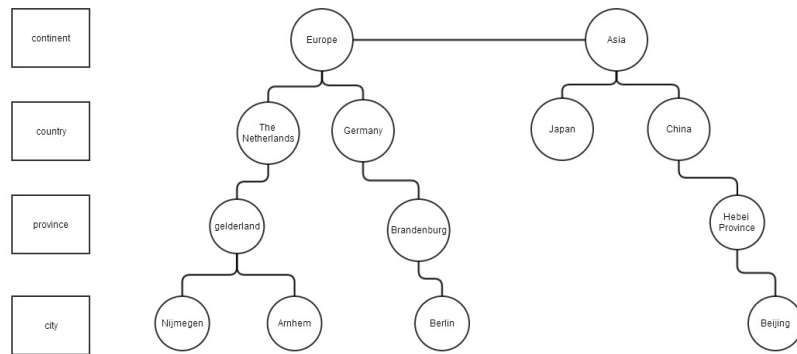 continent
Europe
Asia
country
The
Netherlands
Germany
Japan
China
province
gelderland
Brandenburg
Hebei
Province
city
Nijmegen
Arnhem
Berlin
Beijing